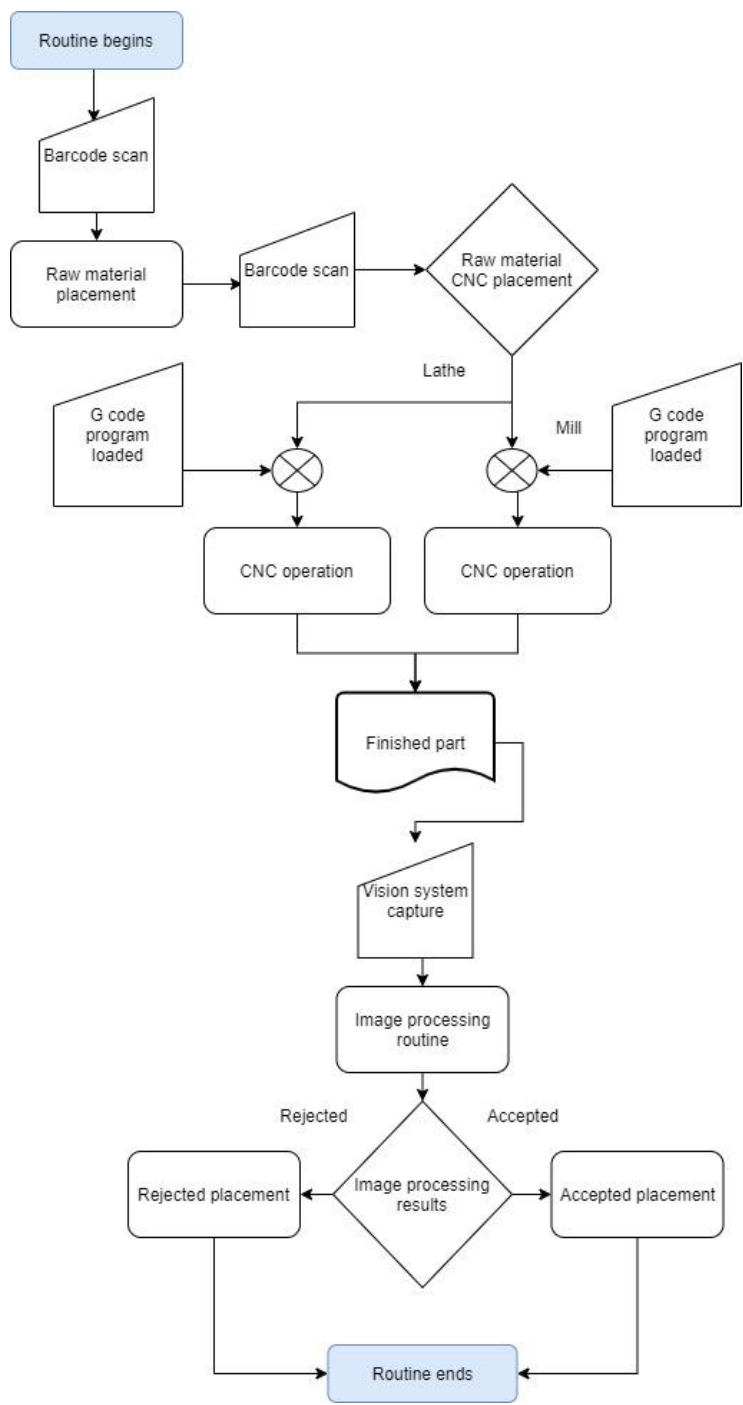 Routine begins
Barcode scan
Raw material
placement
Barcode scan
Raw material
CNC placement
Lathe
G code
program
loaded
Mill
G code
program
loaded
CNC operation
CNC operation
Finished part
Vision system
capture
Image processing
routine
Rejected
Accepted
Rejected placement
Image processing
results
Accepted placement
Routine ends